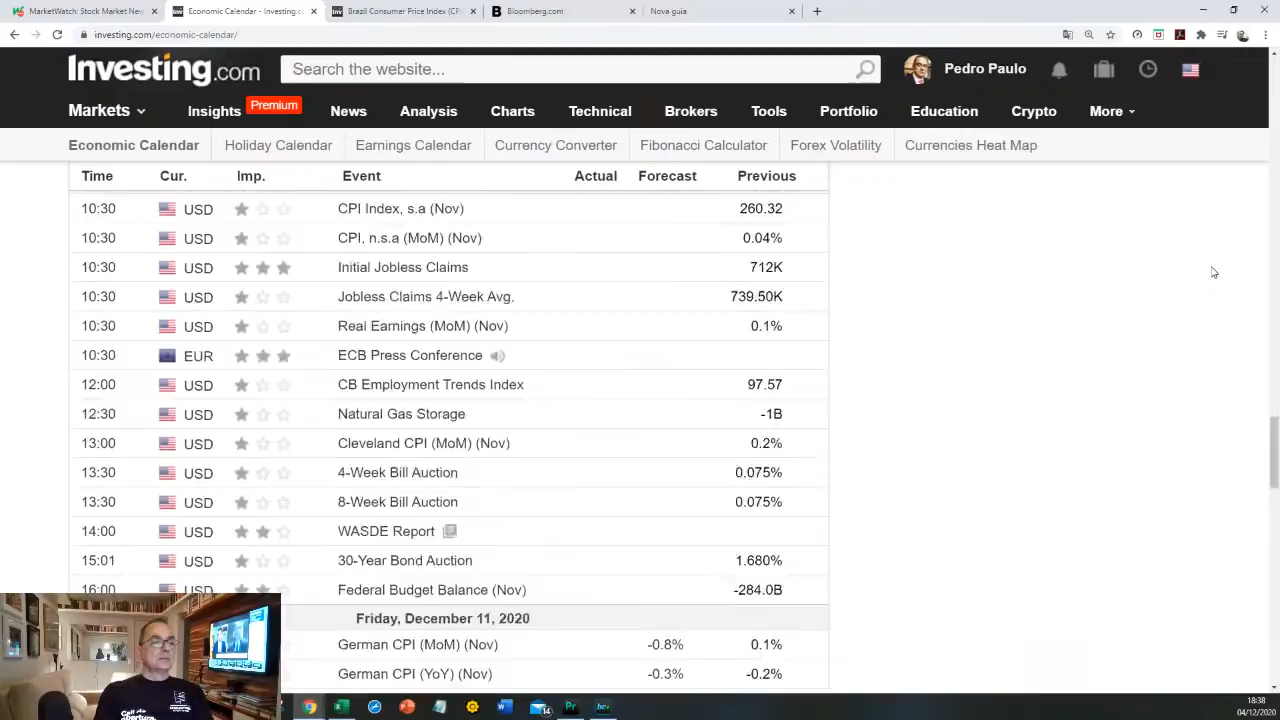 MarketWatch: Stock Market New
Economic Calendar - Investing.c
Brazil Consumer Price Index (CP
Bloomberg.com
Nova guia
investing.com/economic-calendar/
Investing.com
Search the website...
Pedro Paulo
Markets
Insights
Premium
News
Analysis
Charts
Technical
Brokers
Tools
Portfolio
Education
Crypto
More
Economic Calendar
Holiday Calendar
Earnings Calendar
Currency Converter
Fibonacci Calculator
Forex Volatility
Currencies Heat Map
Time Cur. Imp. Event Actual Forecast Previous
10:30 USD CPI Index, s.a (Nov) 260.32
10:30 USD CPI, n.s.a (MoM) (Nov) 0.04%
10:30 USD Initial Jobless Claims 712K
10:30 USD Jobless Claims 4-Week Avg. 739.50K
10:30 USD Real Earnings (MoM) (Nov) 0.1%
10:30 EUR ECB Press Conference
12:00 USD CB Employment Trends Index 97.57
12:30 USD Natural Gas Storage -1B
13:00 USD Cleveland CPI (MoM) (Nov) 0.2%
13:30 USD 4-Week Bill Auction 0.075%
13:30 USD 8-Week Bill Auction 0.075%
14:00 USD WASDE Report
15:01 USD 30-Year Bond Auction 1.680%
16:00 USD Federal Budget Balance (Nov) -284.0B
Friday, December 11, 2020
German CPI (MoM) (Nov) -0.8% 0.1%
German CPI (YoY) (Nov) -0.3% -0.2%
18:38
04/12/2020